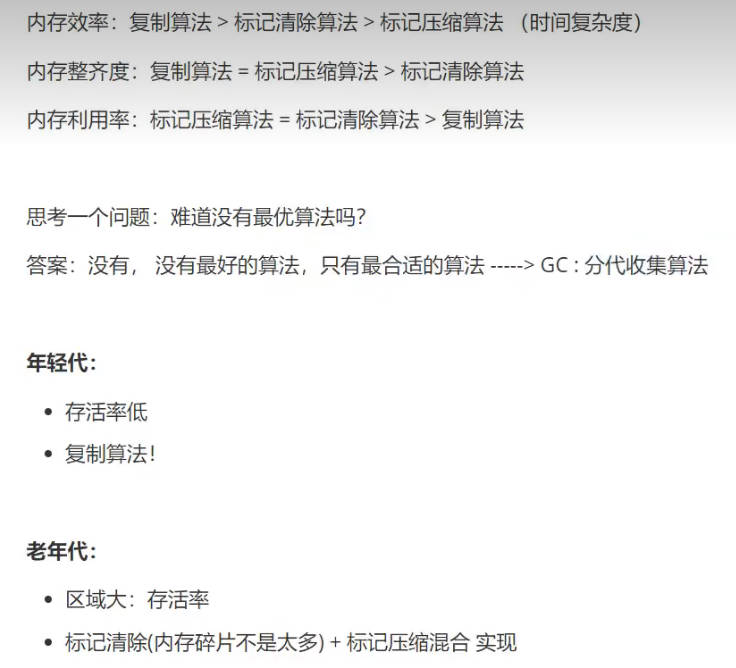 内存效率：复制算法 > 标记清除算法 > 标记压缩算法 （时间复杂度）
内存整齐度：复制算法 = 标记压缩算法 > 标记清除算法
内存利用率：标记压缩算法 = 标记清除算法 > 复制算法
思考一个问题：难道没有最优算法吗？
答案：没有， 没有最好的算法，只有最合适的算法 -----> GC : 分代收集算法
年轻代：
• 存活率低
• 复制算法！
老年代：
• 区域大：存活率
• 标记清除(内存碎片不是太多) + 标记压缩混合 实现